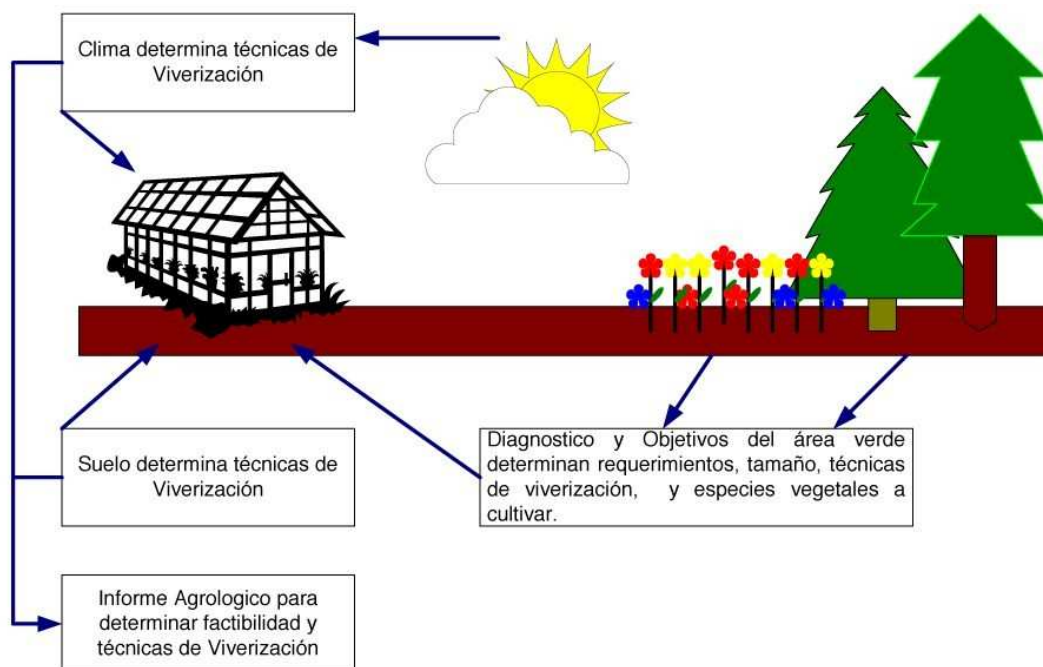 Clima determina técnicas de
Viverización
Suelo determina técnicas de
Viverización
Diagnostico y Objetivos del área verde
determinan requerimientos, tamaño, técnicas
de viverización, y especies vegetales a
cultivar.
Informe Agrologico para
determinar factibilidad y
técnicas de Viverización